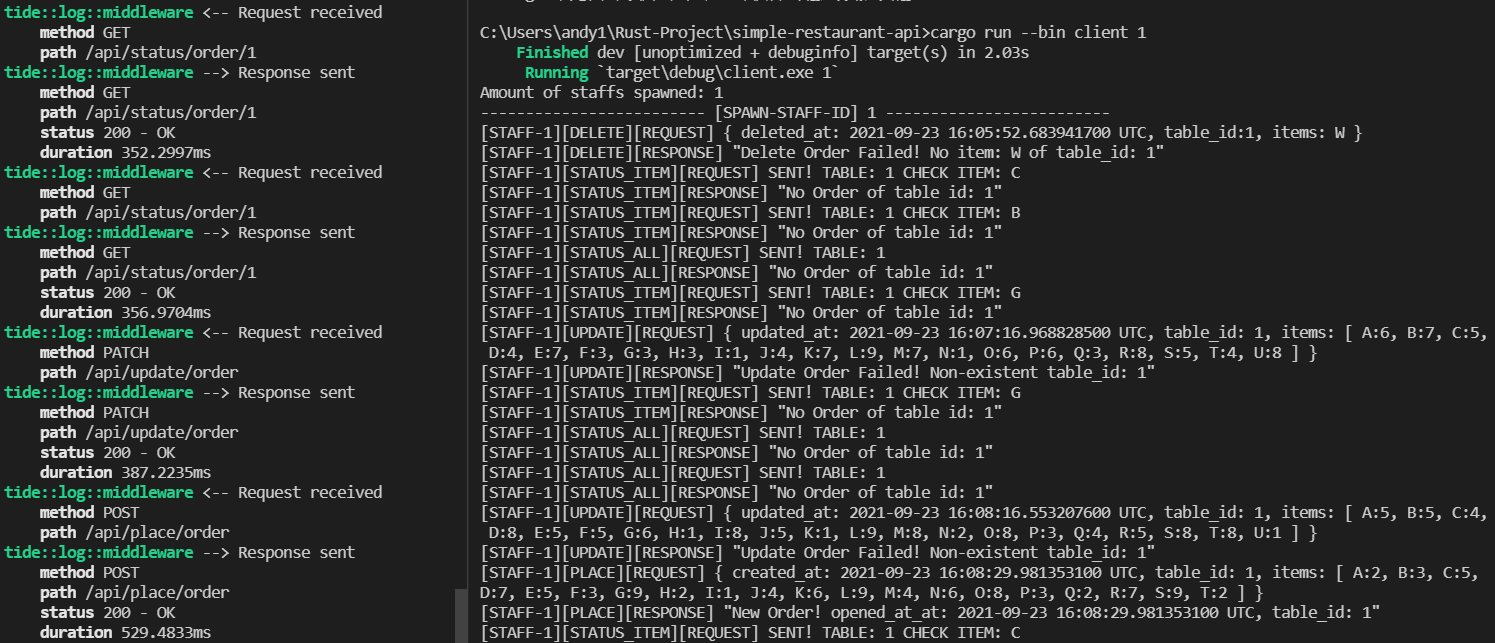 tide::log::middleware <-- Request received
method GET
path /api/status/order/1
tide::log::middleware --> Response sent
method GET
path /api/status/order/1
status 200 - OK
duration 352.2997ms
tide::log::middleware <-- Request received
method GET
path /api/status/order/1
tide::log::middleware --> Response sent
method GET
path /api/status/order/1
status 200 - OK
duration 356.9704ms
tide::log::middleware <-- Request received
method PATCH
path /api/update/order
tide::log::middleware --> Response sent
method PATCH
path /api/update/order
status 200 - OK
duration 387.2235ms
tide::log::middleware <-- Request received
method POST
path /api/place/order
tide::log::middleware --> Response sent
method POST
path /api/place/order
status 200 - OK
duration 529.4833ms
C:\Users\andy1\Rust-Project\simple-restaurant-api>cargo run --bin client 1
Finished dev [unoptimized + debuginfo] target(s) in 2.03s
Running `target\debug\client.exe 1`
Amount of staffs spawned: 1
------------------------- [SPAWN-STAFF-ID] 1 -------------------------
[STAFF-1][DELETE][REQUEST] { deleted_at: 2021-09-23 16:05:52.683941700 UTC, table_id:1, items: W }
[STAFF-1][DELETE][RESPONSE] "Delete Order Failed! No item: W of table_id: 1"
[STAFF-1][STATUS_ITEM][REQUEST] SENT! TABLE: 1 CHECK ITEM: C
[STAFF-1][STATUS_ITEM][RESPONSE] "No Order of table id: 1"
[STAFF-1][STATUS_ITEM][REQUEST] SENT! TABLE: 1 CHECK ITEM: B
[STAFF-1][STATUS_ITEM][RESPONSE] "No Order of table id: 1"
[STAFF-1][STATUS_ALL][REQUEST] SENT! TABLE: 1
[STAFF-1][STATUS_ALL][RESPONSE] "No Order of table id: 1"
[STAFF-1][STATUS_ITEM][REQUEST] SENT! TABLE: 1 CHECK ITEM: G
[STAFF-1][STATUS_ITEM][RESPONSE] "No Order of table id: 1"
[STAFF-1][UPDATE][REQUEST] { updated_at: 2021-09-23 16:07:16.968828500 UTC, table_id: 1, items: [ A:6, B:7, C:5,
D:4, E:7, F:3, G:3, H:3, I:1, J:4, K:7, L:9, M:7, N:1, O:6, P:6, Q:3, R:8, S:5, T:4, U:8 ] }
[STAFF-1][UPDATE][RESPONSE] "Update Order Failed! Non-existent table_id: 1"
[STAFF-1][STATUS_ITEM][REQUEST] SENT! TABLE: 1 CHECK ITEM: G
[STAFF-1][STATUS_ITEM][RESPONSE] "No Order of table id: 1"
[STAFF-1][STATUS_ALL][REQUEST] SENT! TABLE: 1
[STAFF-1][STATUS_ALL][RESPONSE] "No Order of table id: 1"
[STAFF-1][STATUS_ALL][REQUEST] SENT! TABLE: 1
[STAFF-1][STATUS_ALL][RESPONSE] "No Order of table id: 1"
[STAFF-1][UPDATE][REQUEST] { updated_at: 2021-09-23 16:08:16.553207600 UTC, table_id: 1, items: [ A:5, B:5, C:4,
D:8, E:5, F:5, G:6, H:1, I:8, J:5, K:1, L:9, M:8, N:2, O:8, P:3, Q:4, R:5, S:8, T:8, U:1 ] }
[STAFF-1][UPDATE][RESPONSE] "Update Order Failed! Non-existent table_id: 1"
[STAFF-1][PLACE][REQUEST] { created_at: 2021-09-23 16:08:29.981353100 UTC, table_id: 1, items: [ A:2, B:3, C:5,
D:7, E:5, F:3, G:9, H:2, I:1, J:4, K:6, L:9, M:4, N:6, O:8, P:3, Q:2, R:7, S:9, T:2 ] }
[STAFF-1][PLACE][RESPONSE] "New Order! opened_at_at: 2021-09-23 16:08:29.981353100 UTC, table_id: 1"
[STAFF-1][STATUS_ITEM][REQUEST] SENT! TABLE: 1 CHECK ITEM: C